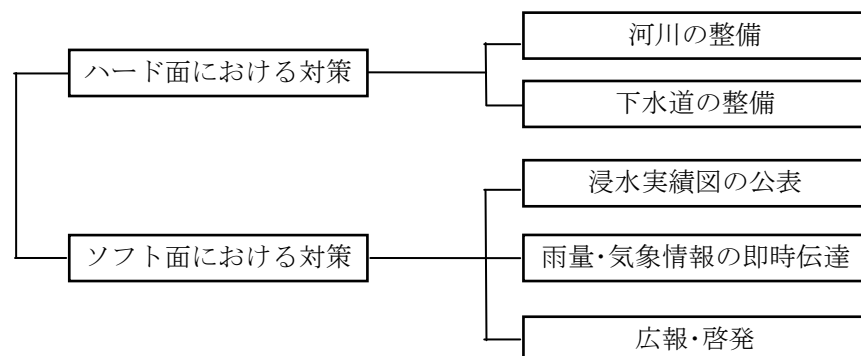 ハード面における対策
河川の整備
下水道の整備
ソフト面における対策
浸水実績図の公表
雨量・気象情報の即時伝達
広報・啓発